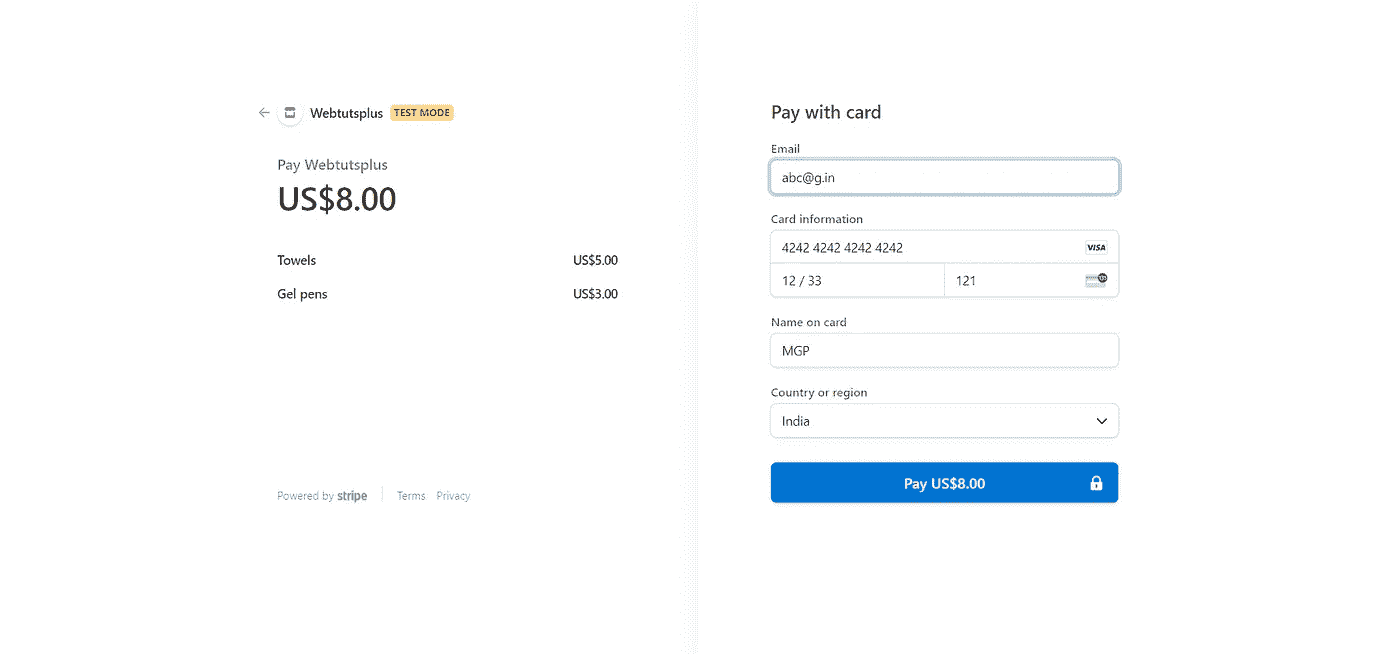 Webtutsplus TEST MODE
Pay Webtutsplus
US$8.00
Towels US$5.00
Gel pens US$3.00
Powered by stripe Terms Privacy
Pay with card
Email
abc@g.in
Card information
4242 4242 4242 4242 VISA
12 / 33 121
Name on card
MGP
Country or region
India
Pay US$8.00